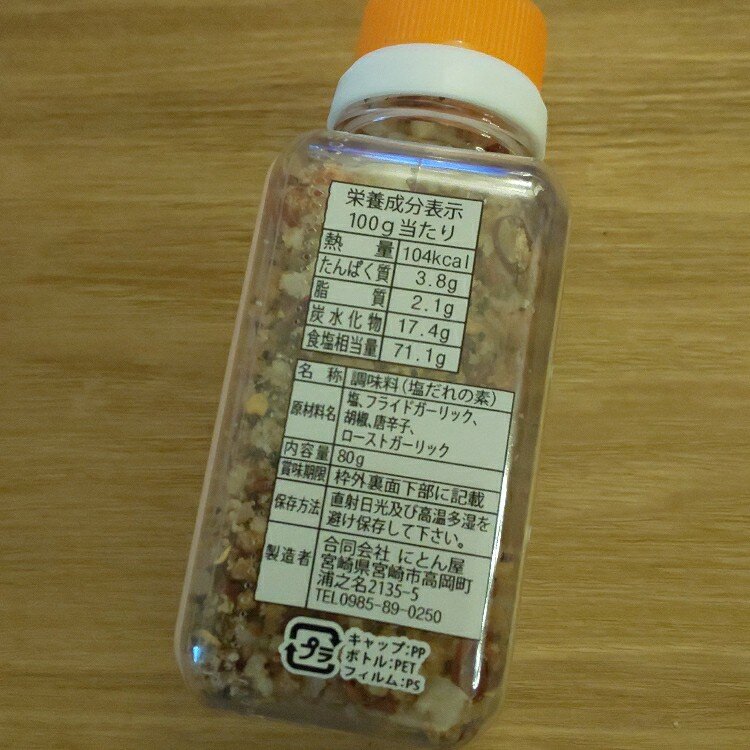 栄養成分表示
100g当たり
熱量 104kcal
たんぱく質 3.8g
脂質 2.1g
炭水化物 17.4g
食塩相当量 71.1g
名称 調味料(塩だれの素)
原材料名 塩、フライドガーリック、
胡椒、唐辛子、
ローストガーリック
内容量 80g
賞味期限 枠外裏面下部に記載
保存方法 直射日光及び高温多湿を
避け保存して下さい。
製造者 合同会社 にとん屋
宮崎県宮崎市高岡町
浦之名2135-5
TEL0985-89-0250
プラ
キャップ:PP
ボトル:PET
フィルム:PS